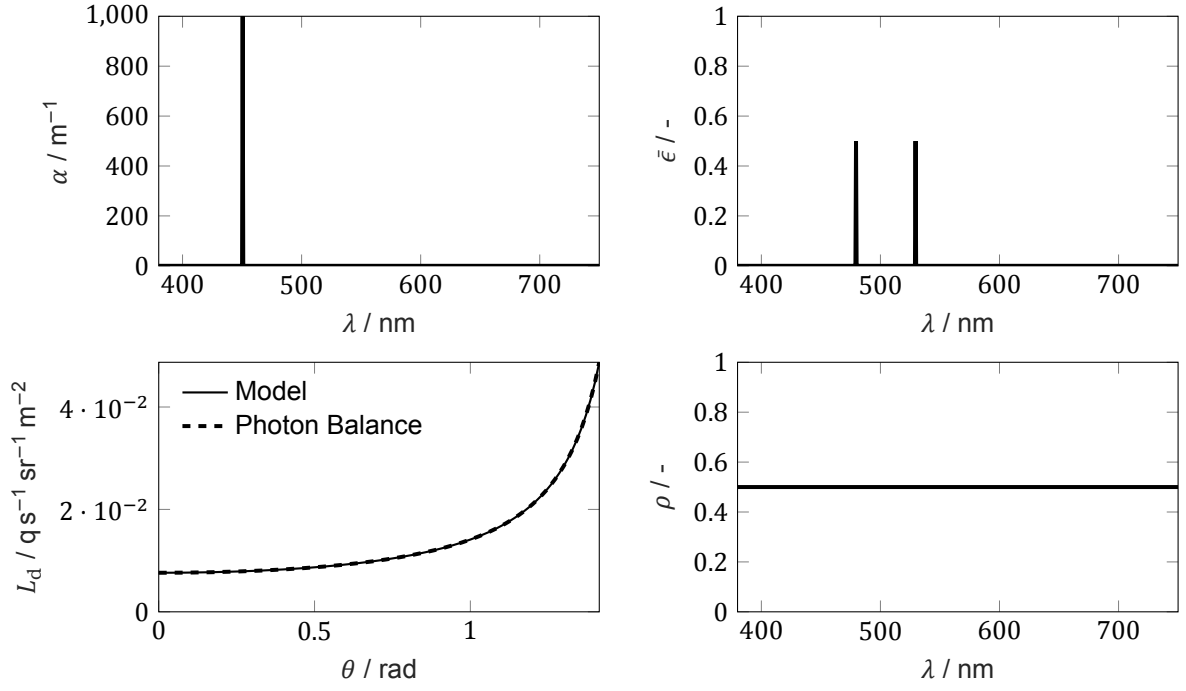 1,000
800
600
400
200
0
400 500 600 700
α / m⁻¹
λ / nm
1
0.8
0.6
0.4
0.2
0
400 500 600 700
ϵ̄ / -
λ / nm
4 · 10⁻²
2 · 10⁻²
0
0 0.5 1
L_d / q s⁻¹ sr⁻¹ m⁻²
θ / rad
Model
Photon Balance
1
0.8
0.6
0.4
0.2
0
400 500 600 700
ρ / -
λ / nm